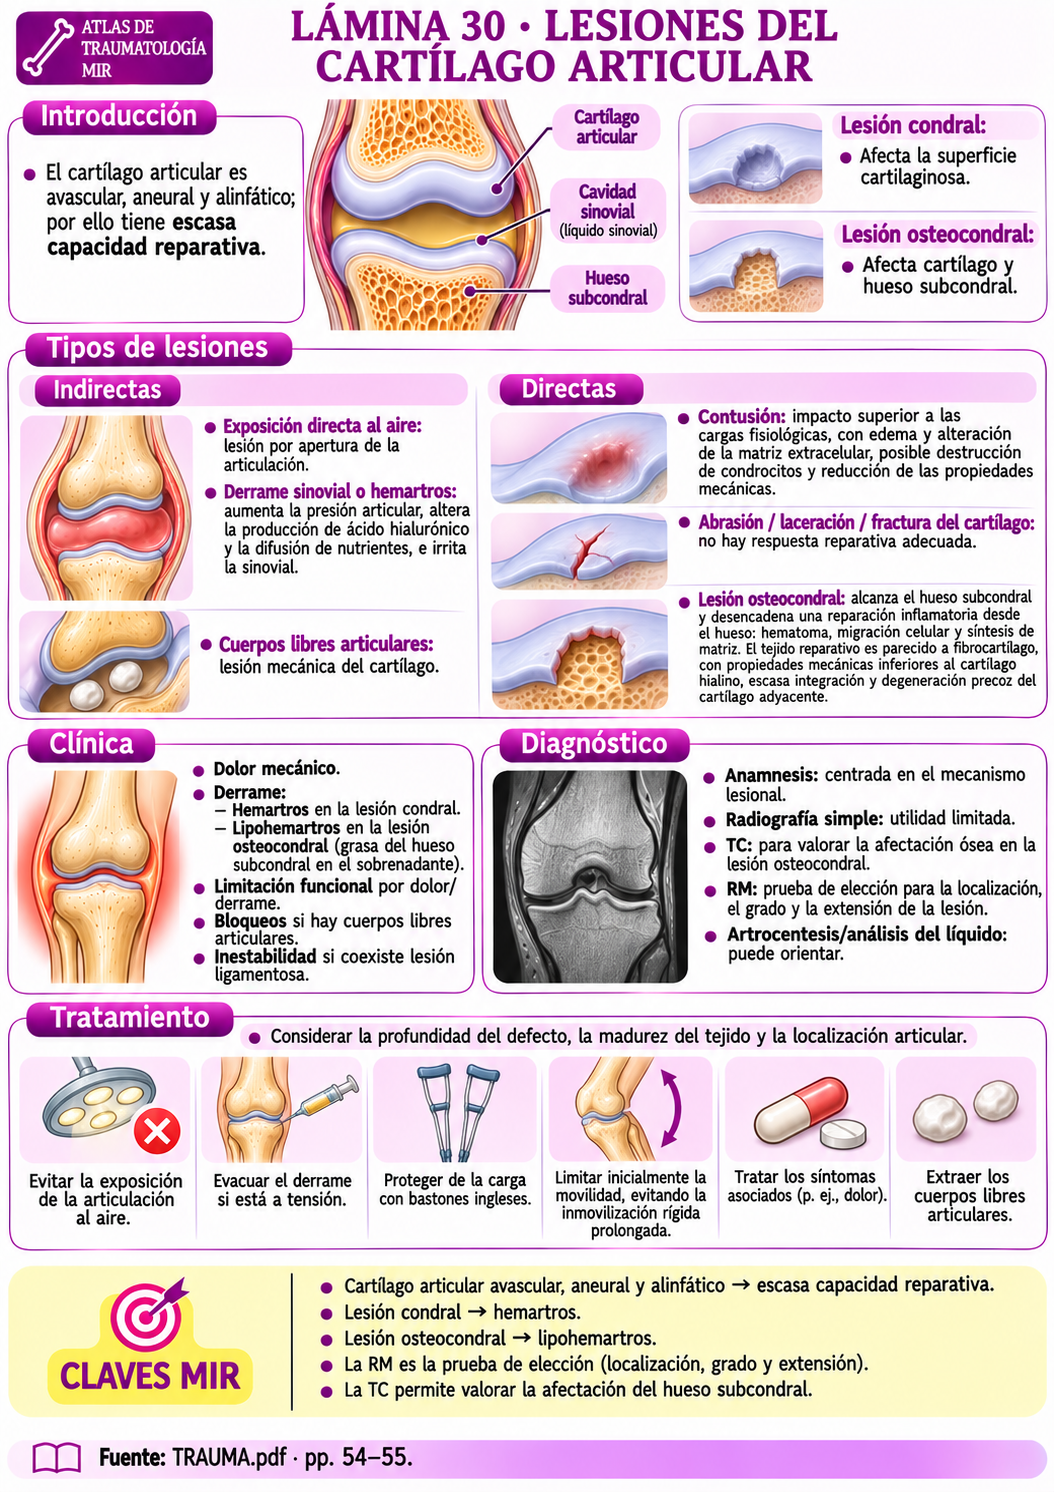 ATLAS DE
TRAUMATOLOGÍA
MIR
LÁMINA 30 · LESIONES DEL
CARTÍLAGO ARTICULAR
Introducción
● El cartílago articular es
avascular, aneural y alinfático;
por ello tiene escasa
capacidad reparativa.
Cartílago
articular
Cavidad
sinovial
(líquido sinovial)
Hueso
subcondral
Lesión condral:
● Afecta la superficie
cartilaginosa.
Lesión osteocondral:
● Afecta cartílago y
hueso subcondral.
Tipos de lesiones
Indirectas
● Exposición directa al aire:
lesión por apertura de la
articulación.
● Derrame sinovial o hemartros:
aumenta la presión articular, altera
la producción de ácido hialurónico
y la difusión de nutrientes, e irrita
la sinovial.
● Cuerpos libres articulares:
lesión mecánica del cartílago.
Directas
● Contusión: impacto superior a las
cargas fisiológicas, con edema y alteración
de la matriz extracelular, posible destrucción
de condrocitos y reducción de las propiedades
mecánicas.
● Abrasión / laceración / fractura del cartílago:
no hay respuesta reparativa adecuada.
● Lesión osteocondral: alcanza el hueso subcondral
y desencadena una reparación inflamatoria desde
el hueso: hematoma, migración celular y síntesis de
matriz. El tejido reparativo es parecido a fibrocartílago,
con propiedades mecánicas inferiores al cartílago
hialino, escasa integración y degeneración precoz del
cartílago adyacente.
Clínica
● Dolor mecánico.
● Derrame:
– Hemartros en la lesión condral.
– Lipohemartros en la lesión
osteocondral (grasa del hueso
subcondral en el sobrenadante).
● Limitación funcional por dolor/
derrame.
● Bloqueos si hay cuerpos libres
articulares.
● Inestabilidad si coexiste lesión
ligamentosa.
Diagnóstico
● Anamnesis: centrada en el mecanismo
lesional.
● Radiografía simple: utilidad limitada.
● TC: para valorar la afectación ósea en la
lesión osteocondral.
● RM: prueba de elección para la localización,
el grado y la extensión de la lesión.
● Artrocentesis/análisis del líquido:
puede orientar.
Tratamiento
● Considerar la profundidad del defecto, la madurez del tejido y la localización articular.
Evitar la exposición
de la articulación
al aire.
Evacuar el derrame
si está a tensión.
Proteger de la carga
con bastones ingleses.
Limitar inicialmente la
movilidad, evitando la
inmovilización rígida
prolongada.
Tratar los síntomas
asociados (p. ej., dolor).
Extraer los
cuerpos libres
articulares.
CLAVES MIR
● Cartílago articular avascular, aneural y alinfático → escasa capacidad reparativa.
● Lesión condral → hemartros.
● Lesión osteocondral → lipohemartros.
● La RM es la prueba de elección (localización, grado y extensión).
● La TC permite valorar la afectación del hueso subcondral.
Fuente: TRAUMA.pdf · pp. 54–55.